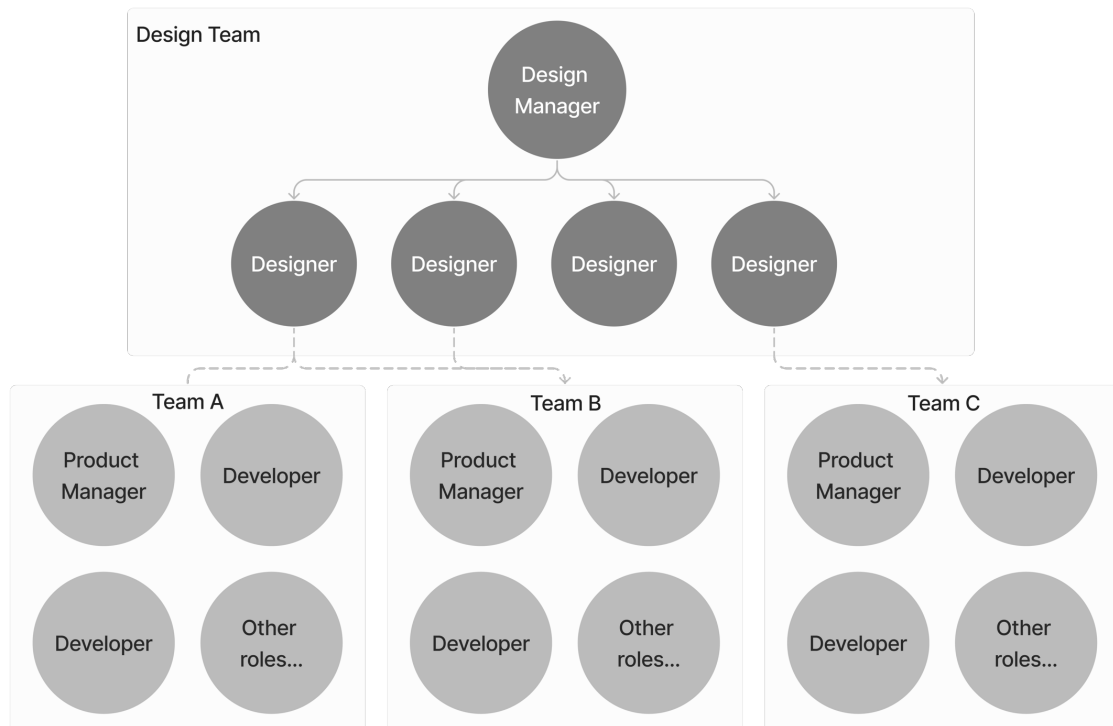 Design Team
Design
Manager
Designer
Designer
Designer
Designer
Team A
Product
Manager
Developer
Developer
Other
roles...
Team B
Product
Manager
Developer
Developer
Other
roles...
Team C
Product
Manager
Developer
Developer
Other
roles...